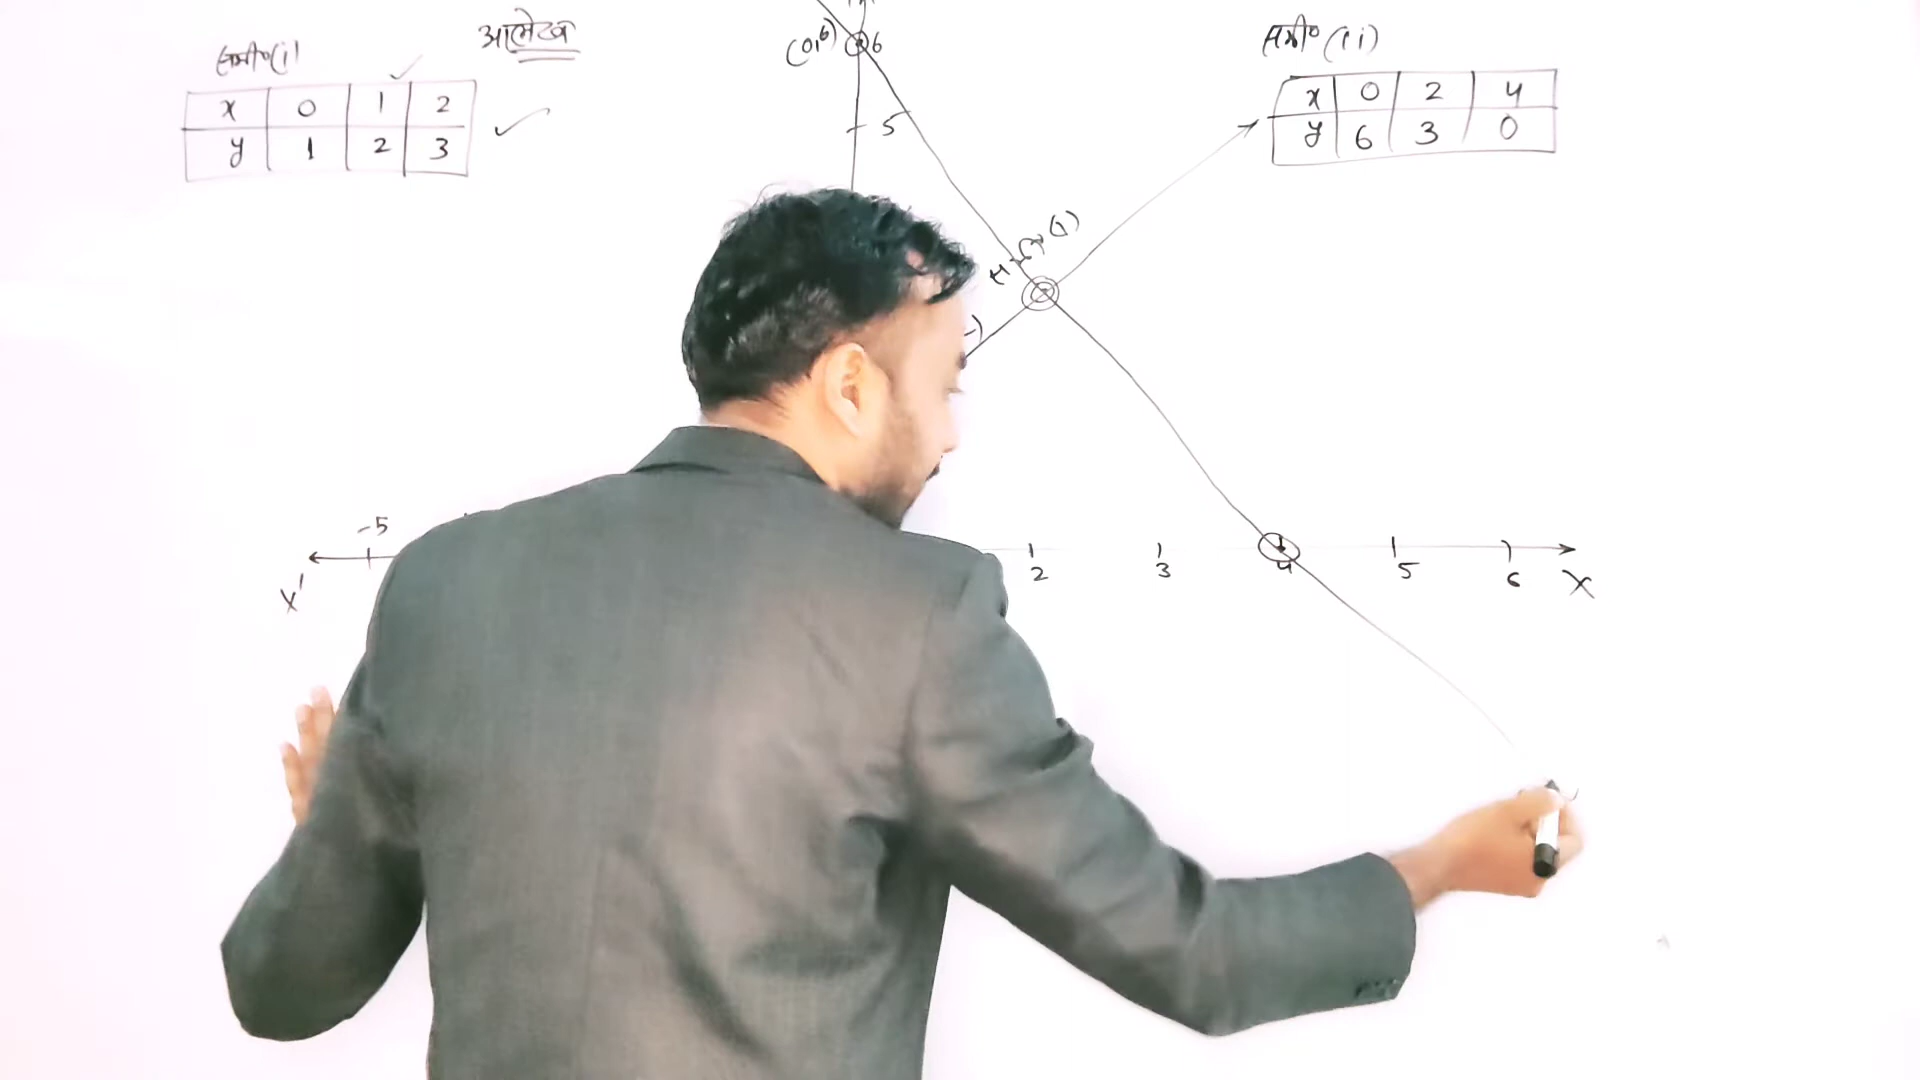 समी०(i)
आलेख
x 0 1 2
y 1 2 3
(0,6) 6
5
समी०(ii)
x 0 2 4
y 6 3 0
-5
X'
2 3 4 5 6
X